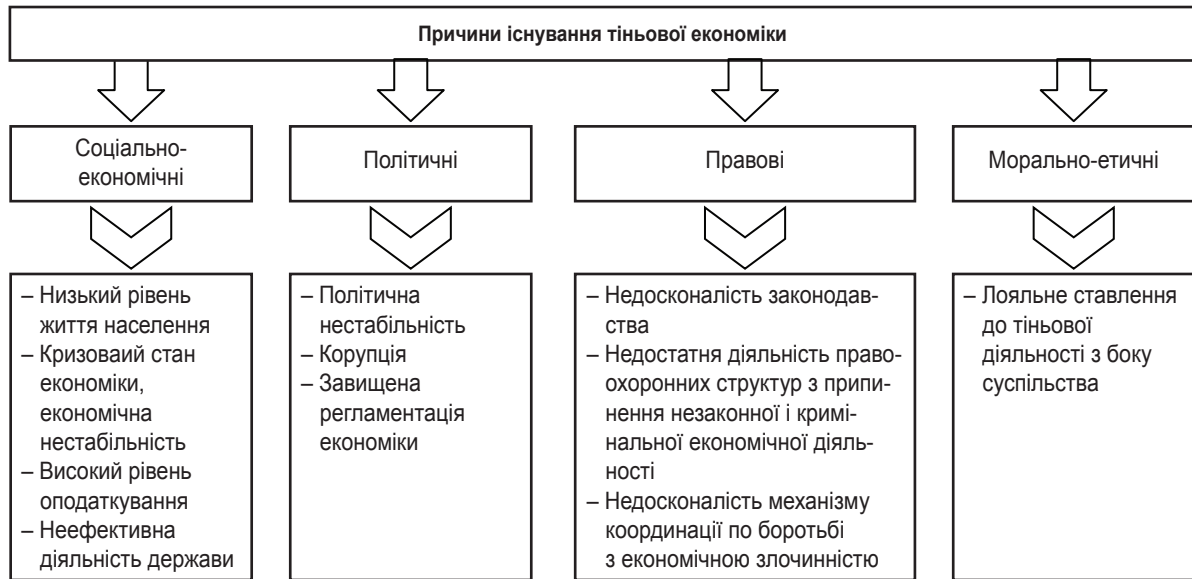 Причини існування тіньової економіки
Соціально-
економічні
Політичні
Правові
Морально-етичні
– Низький рівень
життя населення
– Кризоваий стан
економіки,
економічна
нестабільність
– Високий рівень
оподаткування
– Неефективна
діяльність держави
– Політична
нестабільність
– Корупція
– Завищена
регламентація
економіки
– Недосконалість законодав-
ства
– Недостатня діяльність право-
охоронних структур з припи-
нення незаконної і кримі-
нальної економічної діяль-
ності
– Недосконалість механізму
координації по боротьбі
з економічною злочинністю
– Лояльне ставлення
до тіньової
діяльності з боку
суспільства